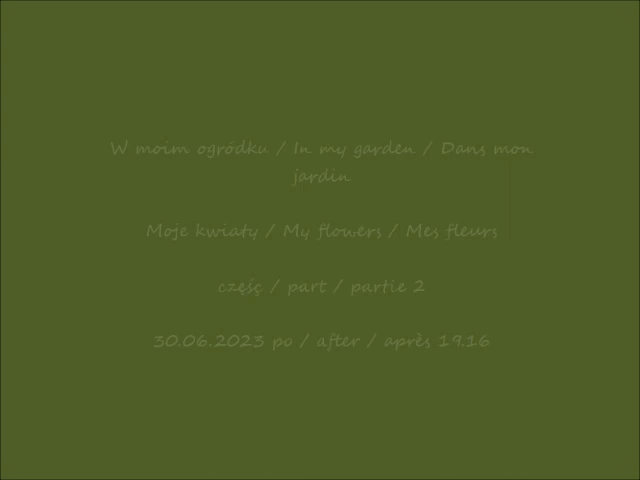 W moim ogródku / In my garden / Dans mon
jardin
Moje kwiaty / My flowers / Mes fleurs
część / part / partie 2
30.06.2023 po / after / après 19.16